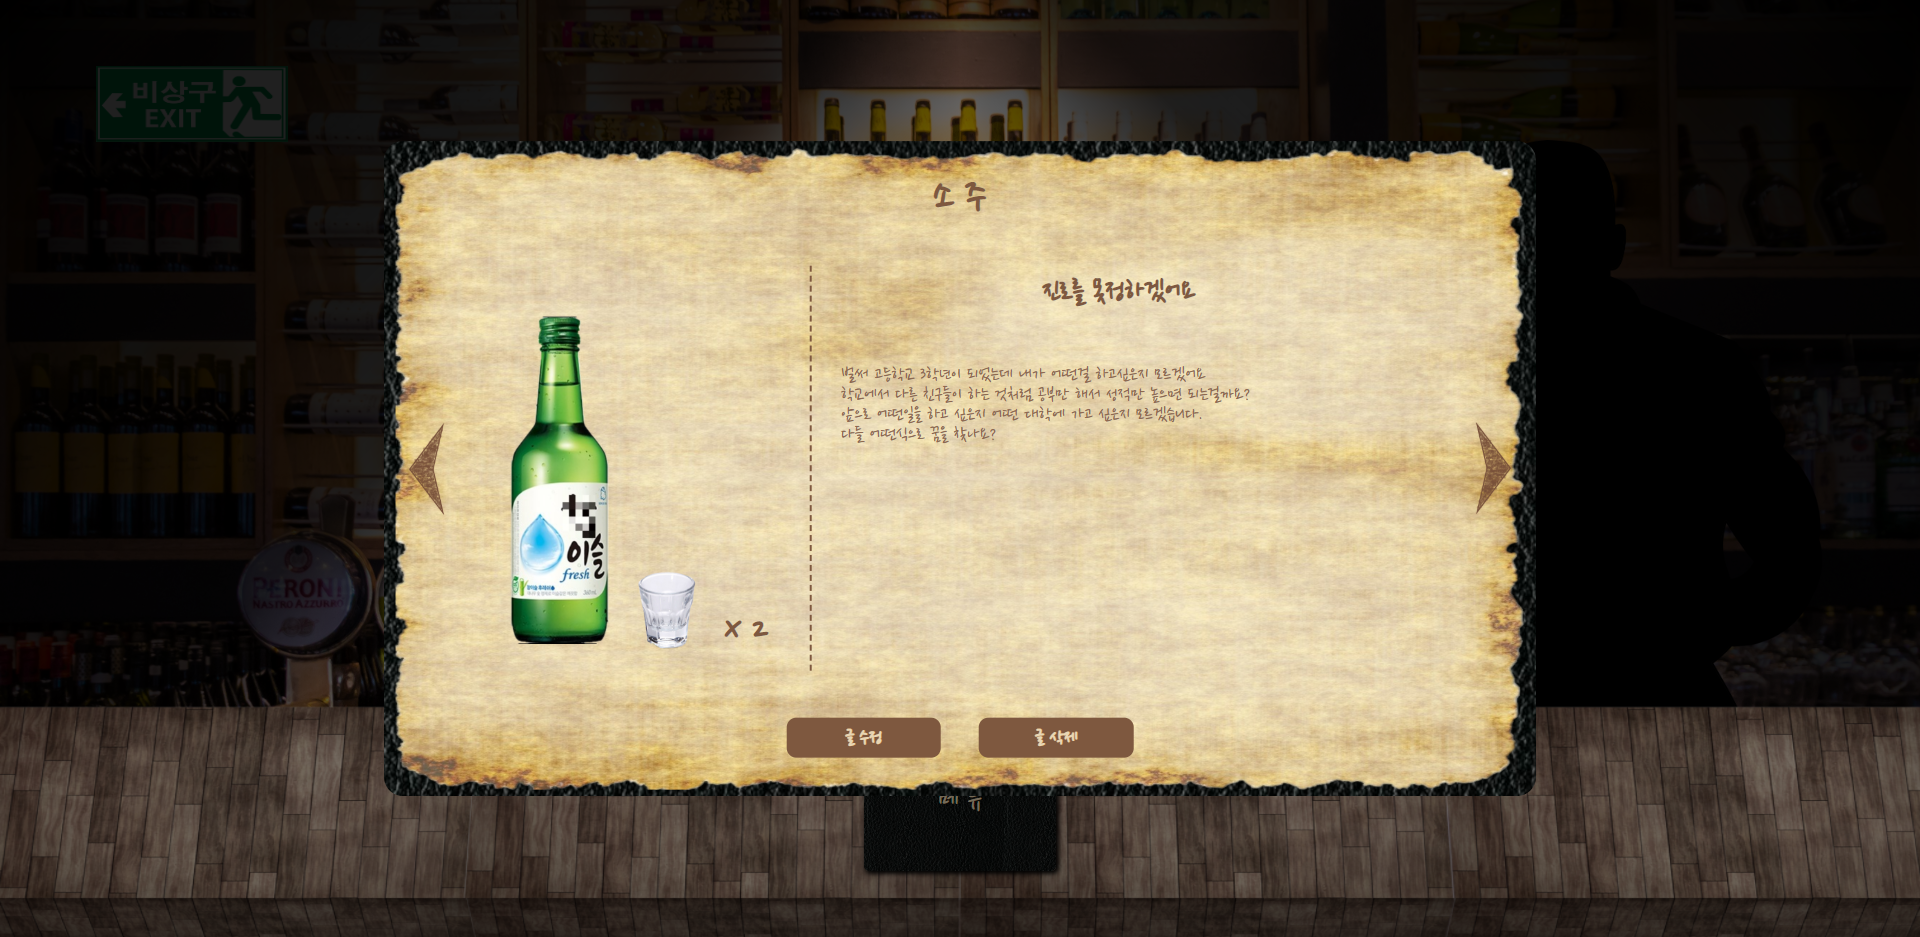 비상구
EXIT
소 주
진로를 못정하겠어요
벌써 고등학교 3학년이 되었는데 내가 어떤걸 하고싶은지 모르겠어요
학교에서 다른 친구들이 하는 것처럼 공부만 해서 성적만 높으면 되는걸까요?
앞으로 어떤일을 하고 싶은지 어떤 대학에 가고 싶은지 모르겠습니다.
다들 어떤식으로 꿈을 찾나요?
이슬
fresh
X 2
PERONI
NASTRO AZZURRO
글 수정
글 삭제
메 뉴